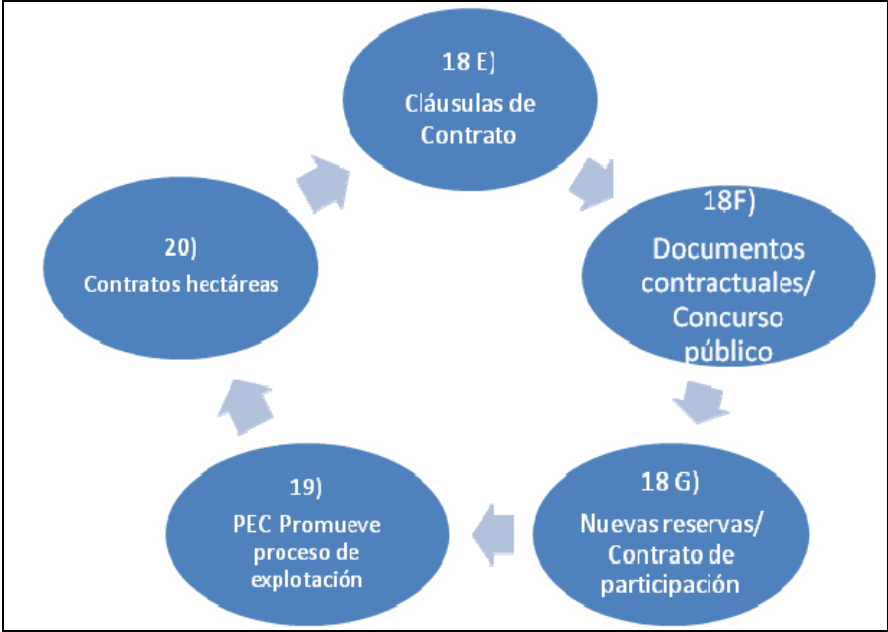 18 E)
Cláusulas de
Contrato
18F)
Documentos
contractuales/
Concurso
público
18 G)
Nuevas reservas/
Contrato de
participación
19)
PEC Promueve
proceso de
explotación
20)
Contratos hectáreas